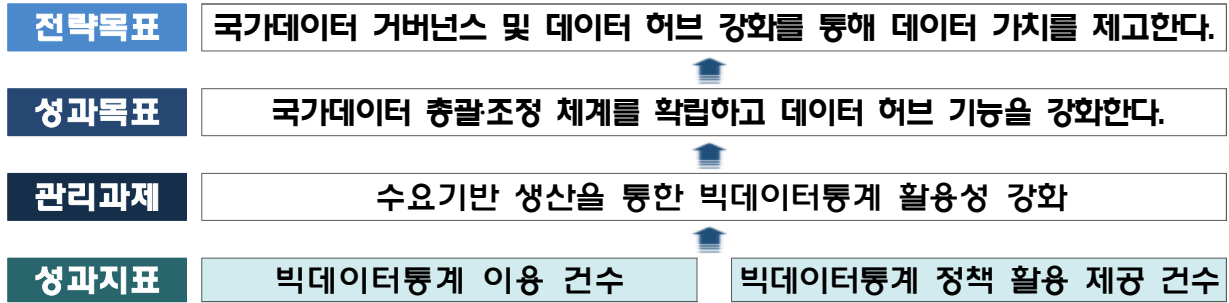 전략목표 국가데이터 거버넌스 및 데이터 허브 강화를 통해 데이터 가치를 제고한다.
성과목표 국가데이터 총괄·조정 체계를 확립하고 데이터 허브 기능을 강화한다.
관리과제 수요기반 생산을 통한 빅데이터통계 활용성 강화
성과지표 빅데이터통계 이용 건수 빅데이터통계 정책 활용 제공 건수